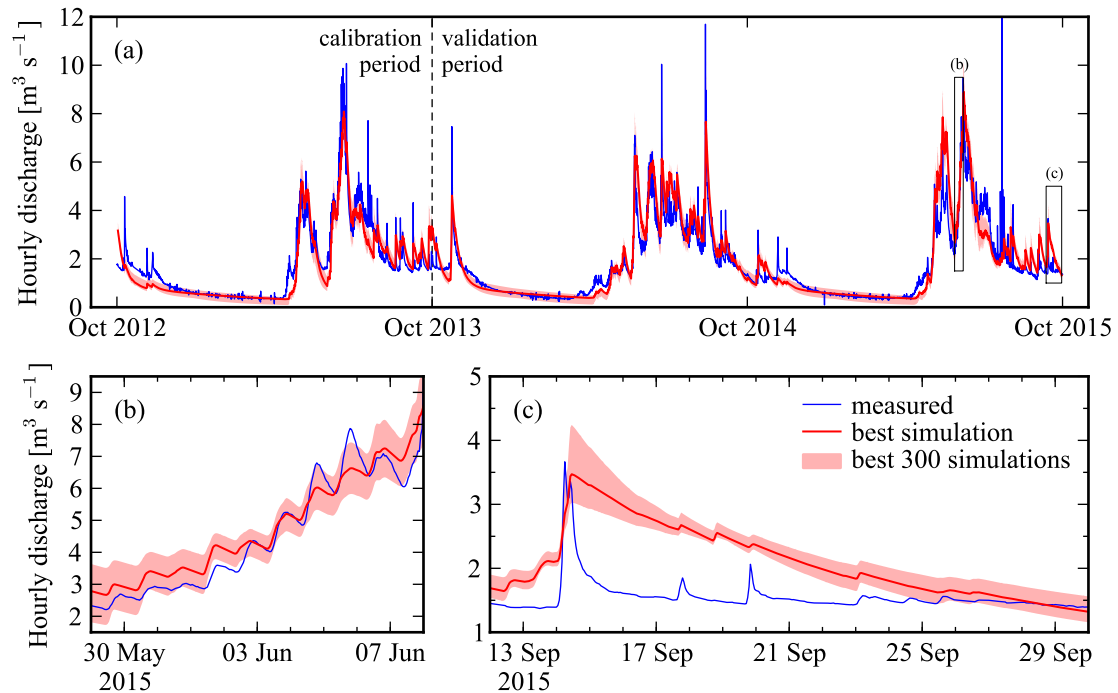 Hourly discharge [m³ s⁻¹]
12
10
8
6
4
2
0
(a)
calibration period
validation period
(b)
(c)
Oct 2012
Oct 2013
Oct 2014
Oct 2015
Hourly discharge [m³ s⁻¹]
9
8
7
6
5
4
3
2
(b)
30 May
2015
03 Jun
07 Jun
5
4
3
2
1
(c)
measured
best simulation
best 300 simulations
13 Sep
2015
17 Sep
21 Sep
25 Sep
29 Sep